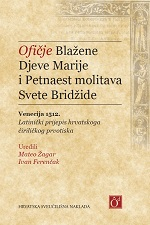 Ofičje Blažene
Djeve Marije
i Petnaest molitava
Svete Bridžide
Venecija 1512.
Latinički prijepis hrvatskoga
ćiriličkog prvotiska
Uredili
Mateo Žagar
Ivan Ferenčak
HRVATSKA SVEUČILIŠNA NAKLADA